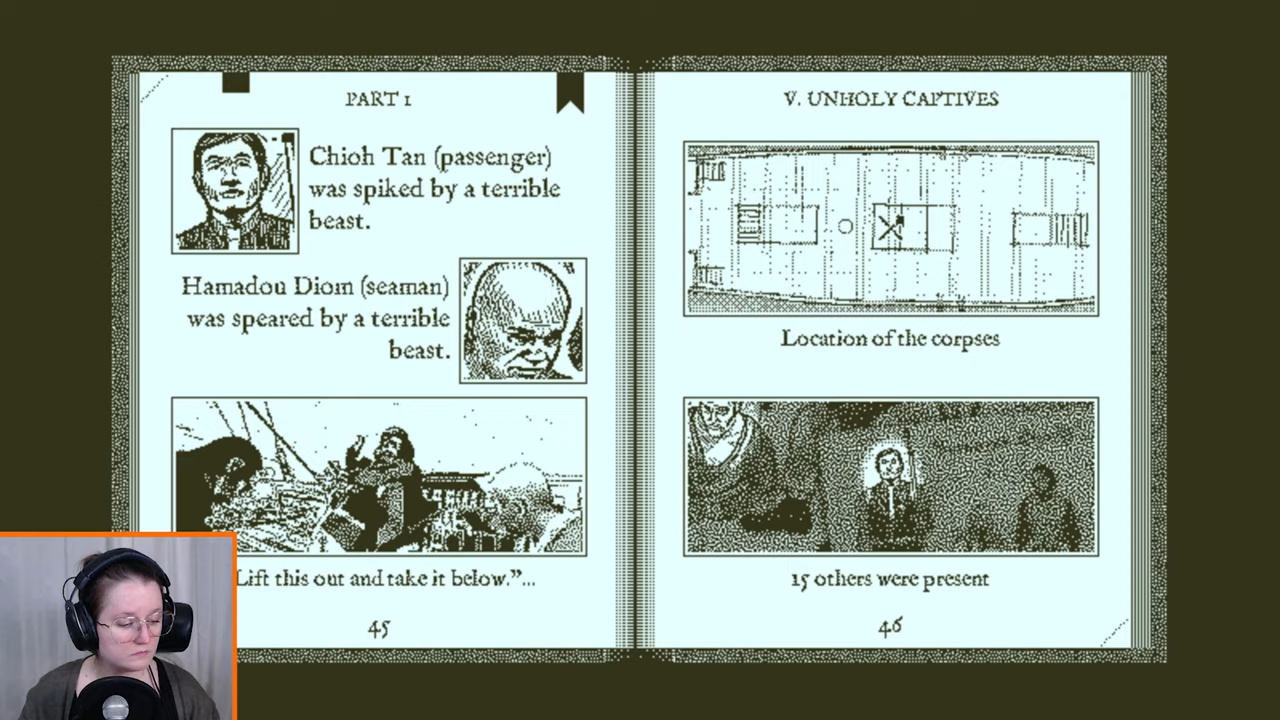 PART 1
Chioh Tan (passenger)
was spiked by a terrible
beast.
Hamadou Diom (seaman)
was speared by a terrible
beast.
Lift this out and take it below.”...
45
V. UNHOLY CAPTIVES
Location of the corpses
15 others were present
46